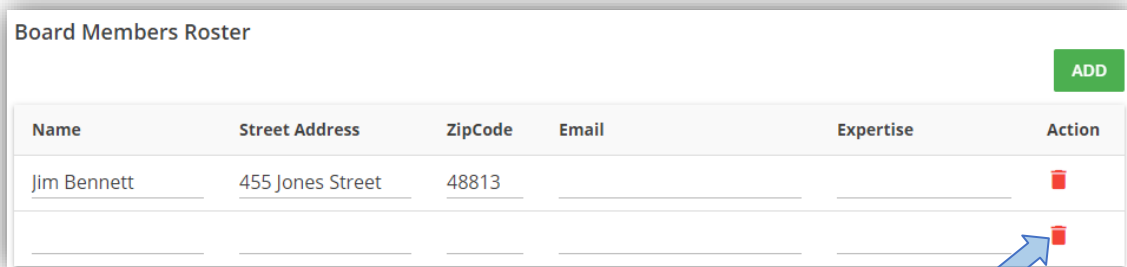 Board Members Roster
ADD
Name Street Address ZipCode Email Expertise Action
Jim Bennett 455 Jones Street 48813